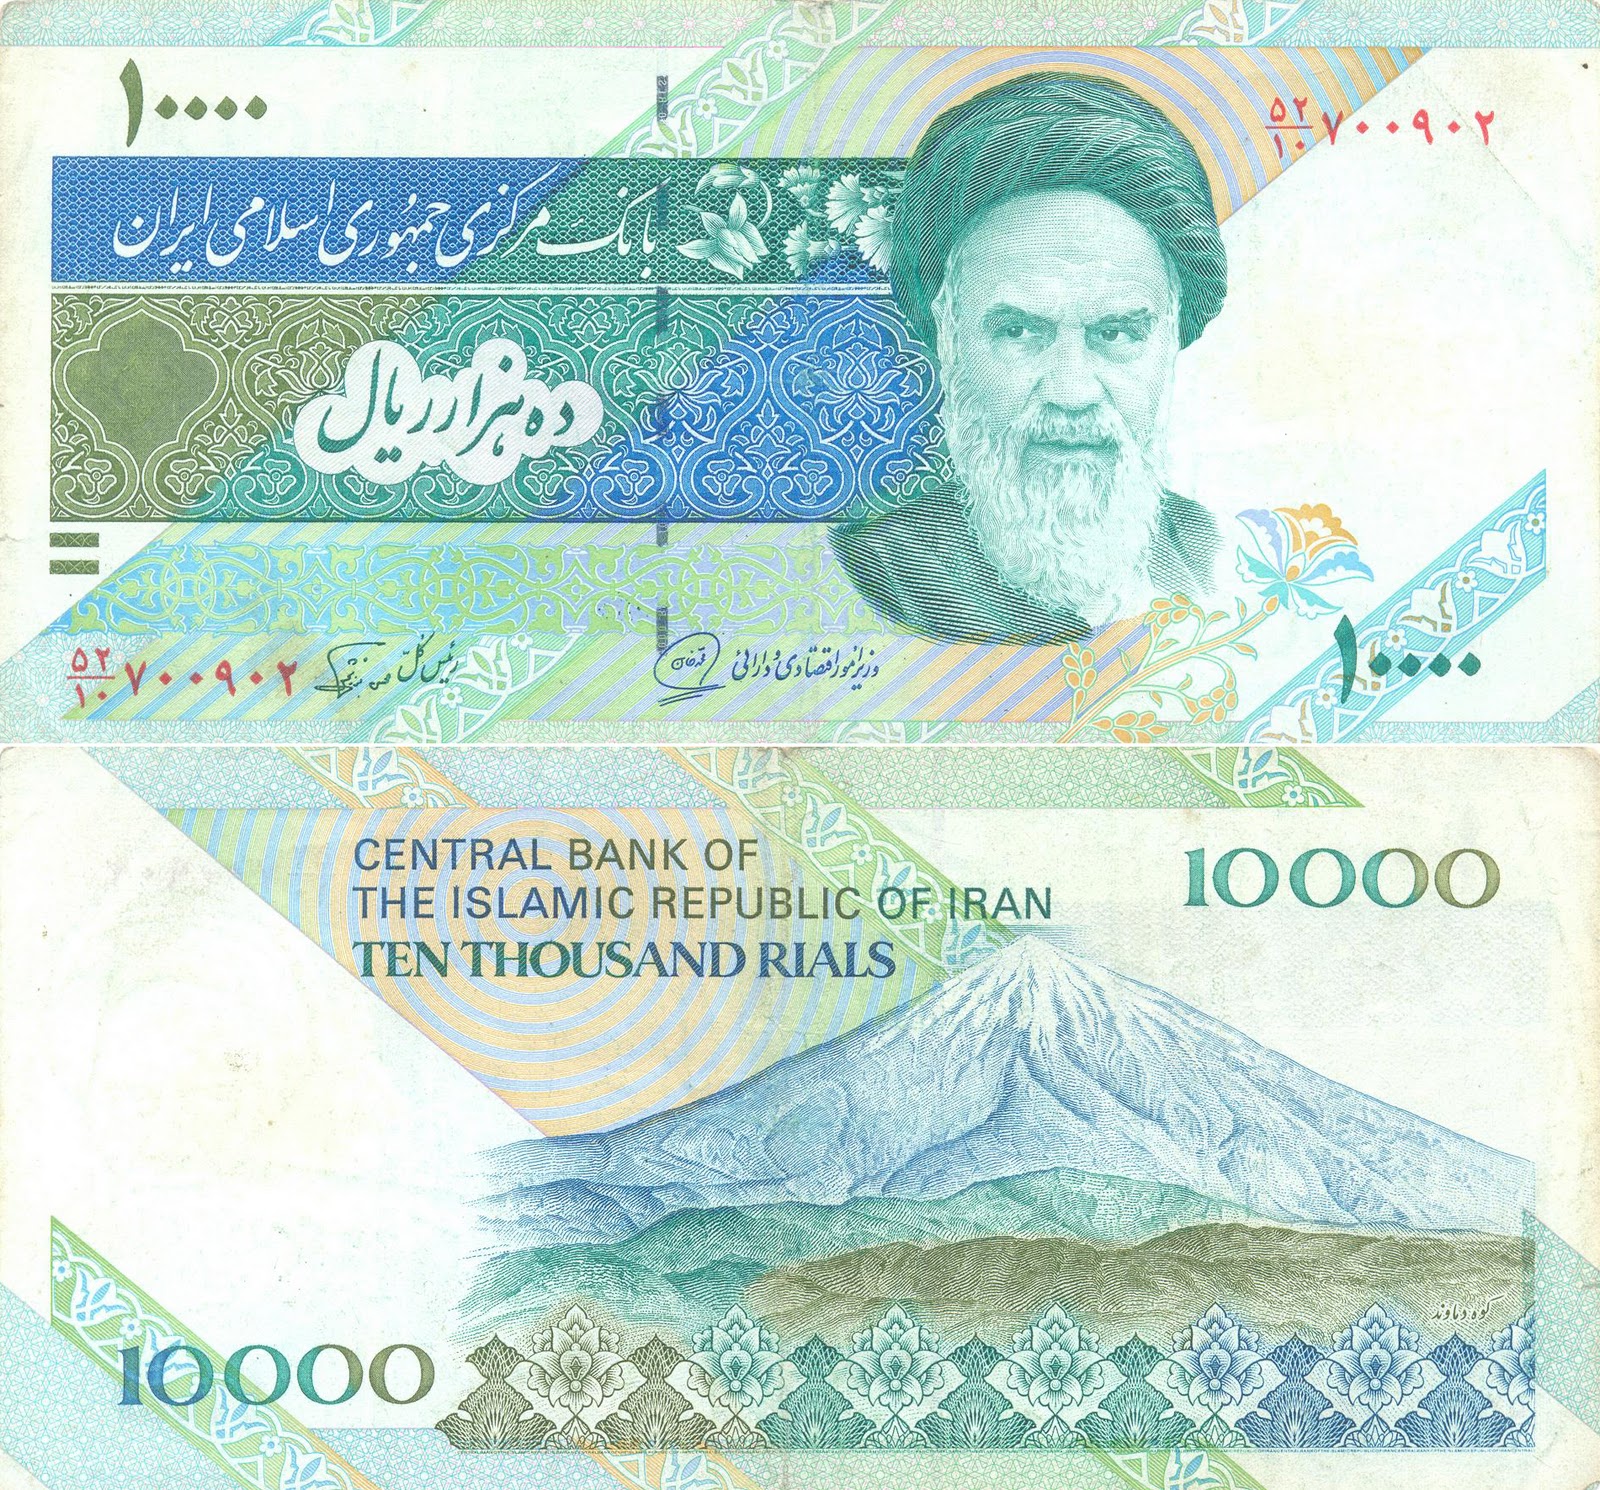 ۱۰۰۰۰
۵۲/۱۰ ۷۰۰۹۰۲
بانک مرکزی جمهوری اسلامی ایران
ده هزار ریال
وزیر امور اقتصادی و دارائی
رئیس کل
۵۲/۱۰ ۷۰۰۹۰۲
۱۰۰۰۰
CENTRAL BANK OF
THE ISLAMIC REPUBLIC OF IRAN
TEN THOUSAND RIALS
10000
کوه دماوند
10000